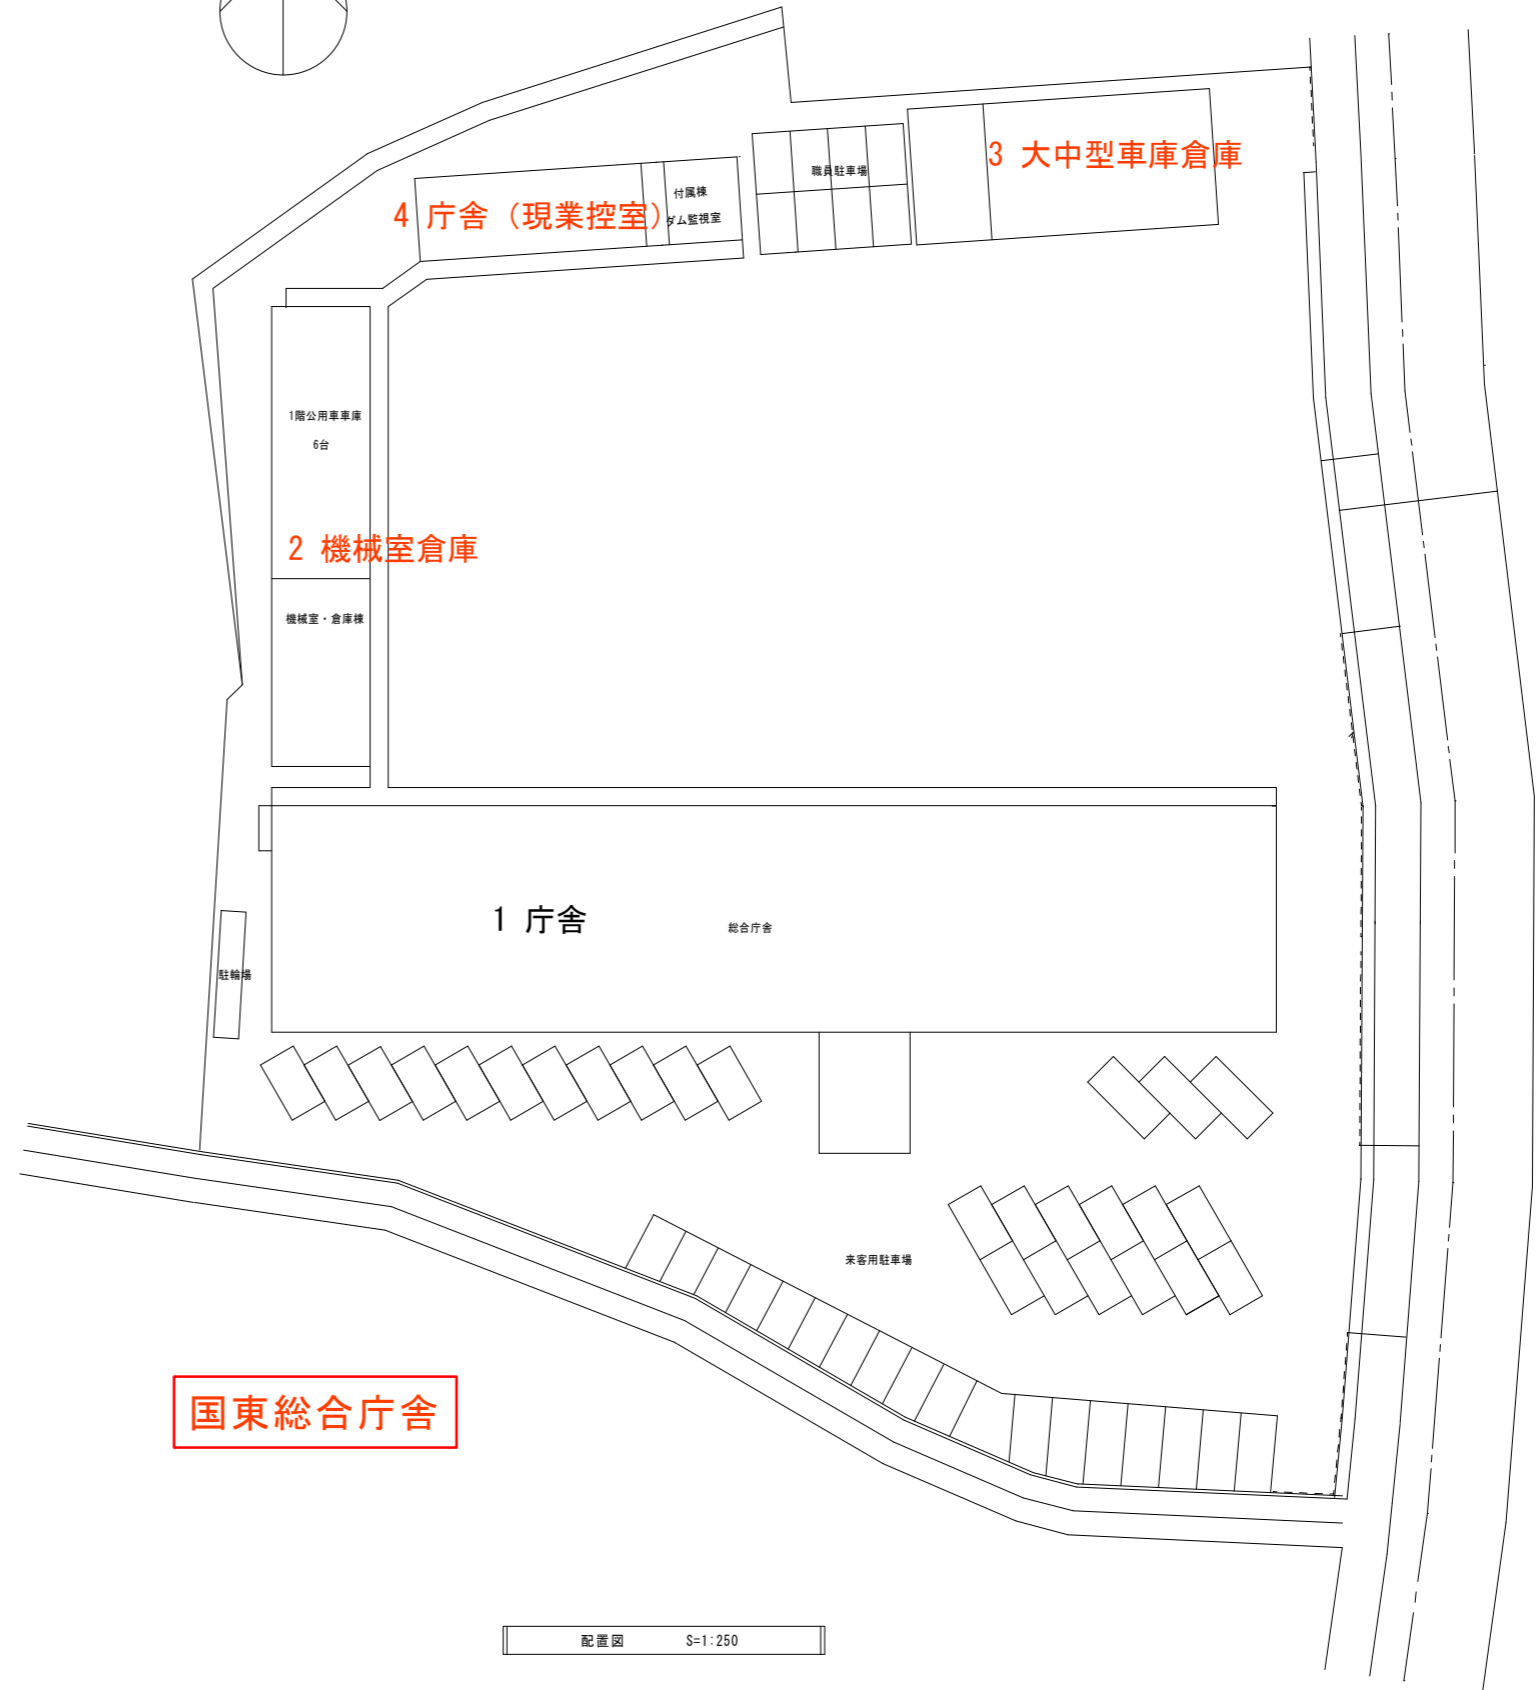 3 大中型車庫倉庫
職員駐車場
付属棟
4 庁舎（現業控室）
ダム監視室
1階公用車車庫
6台
2 機械室倉庫
機械室・倉庫棟
1 庁舎
総合庁舎
駐輪場
来客用駐車場
国東総合庁舎
配置図 S=1:250